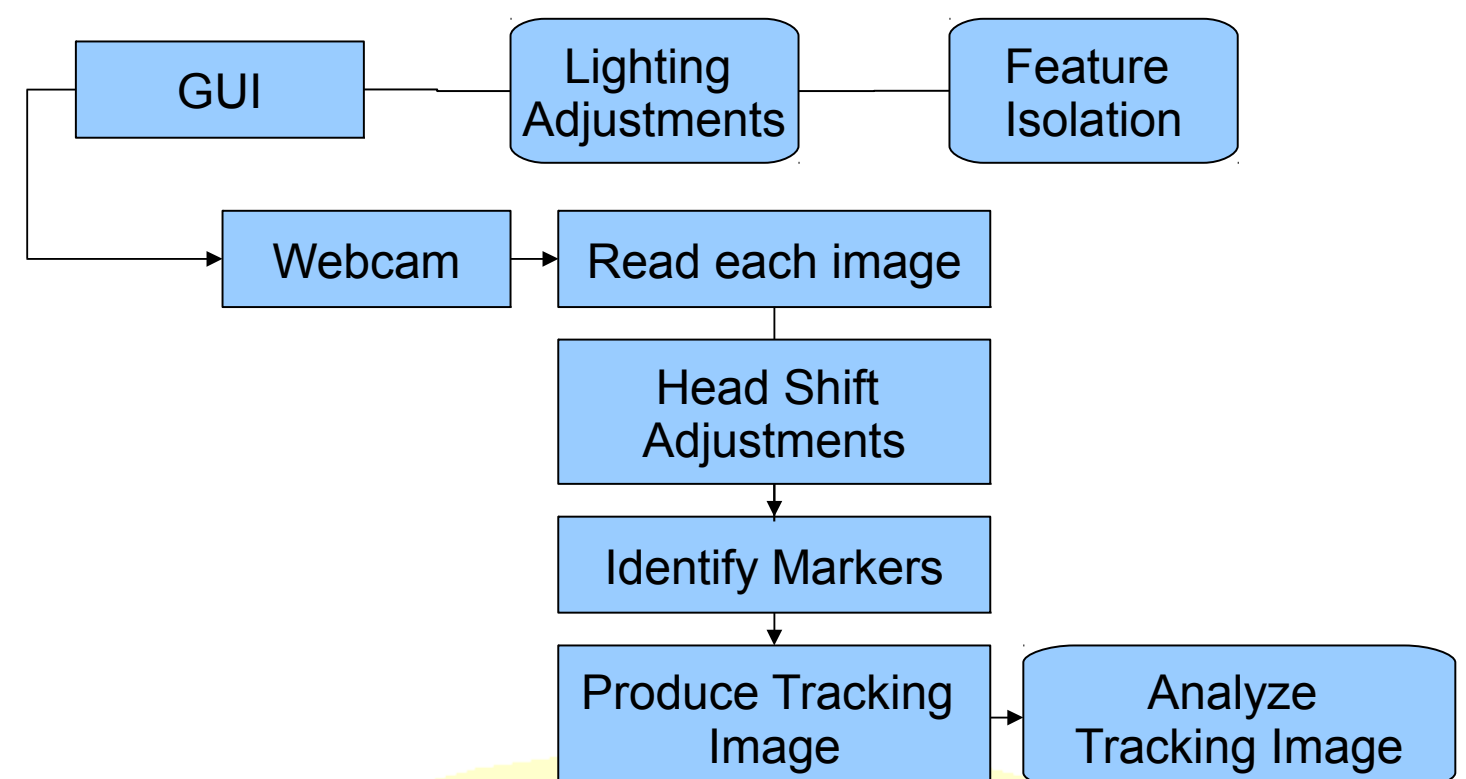 GUI
Lighting
Adjustments
Feature
Isolation
Webcam
Read each image
Head Shift
Adjustments
Identify Markers
Produce Tracking
Image
Analyze
Tracking Image